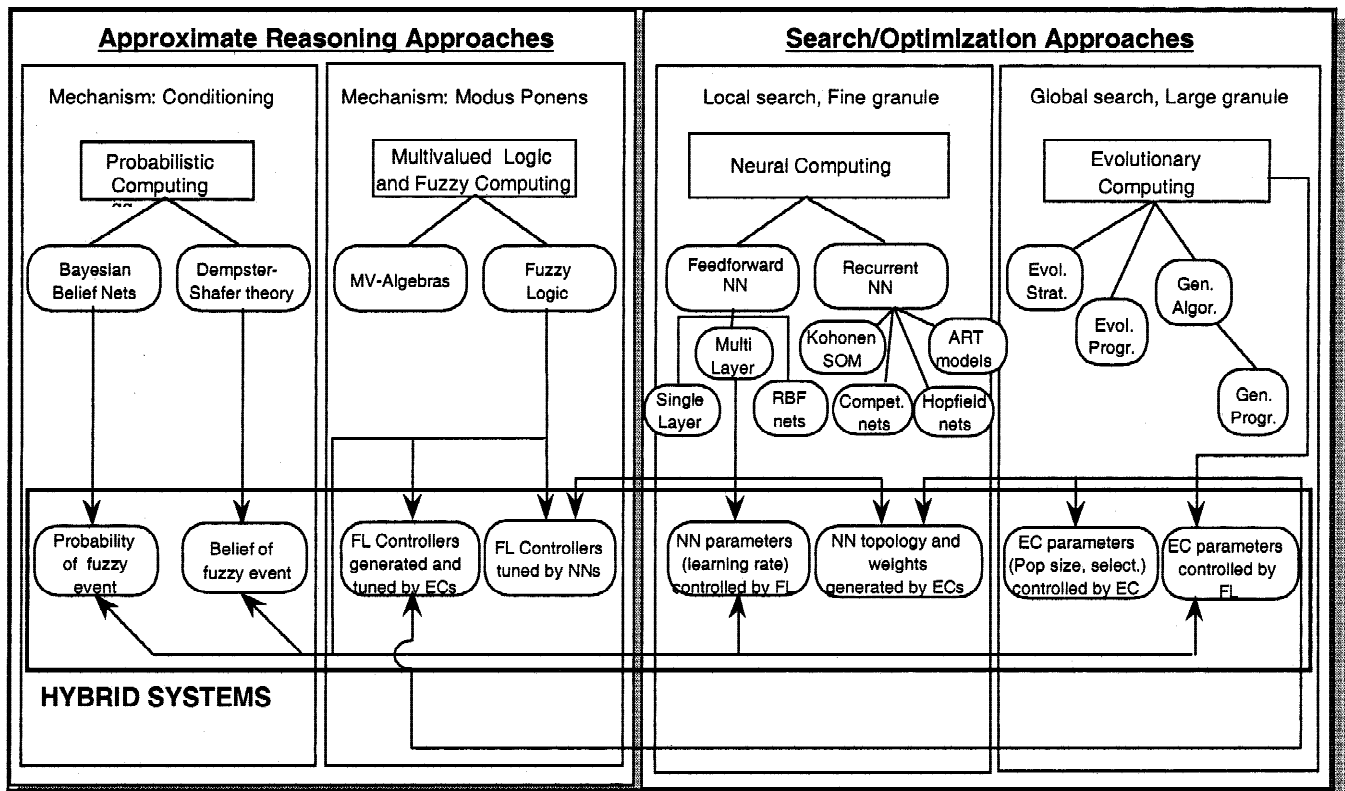 Approximate Reasoning Approaches
Search/Optimization Approaches
Mechanism: Conditioning
Mechanism: Modus Ponens
Local search, Fine granule
Global search, Large granule
Probabilistic
Computing
Multivalued Logic
and Fuzzy Computing
Neural Computing
Evolutionary
Computing
Bayesian
Belief Nets
Dempster-
Shafer theory
MV-Algebras
Fuzzy
Logic
Feedforward
NN
Recurrent
NN
Evol.
Strat.
Evol.
Progr.
Gen.
Algor.
Gen.
Progr.
Single
Layer
Multi
Layer
RBF
nets
Kohonen
SOM
Compet.
nets
Hopfield
nets
ART
models
Probability
of fuzzy
event
Belief of
fuzzy event
FL Controllers
generated and
tuned by ECs
FL Controllers
tuned by NNs
NN parameters
(learning rate)
controlled by FL
NN topology and
weights
generated by ECs
EC parameters
(Pop size, select.)
controlled by EC
EC parameters
controlled by
FL
HYBRID SYSTEMS